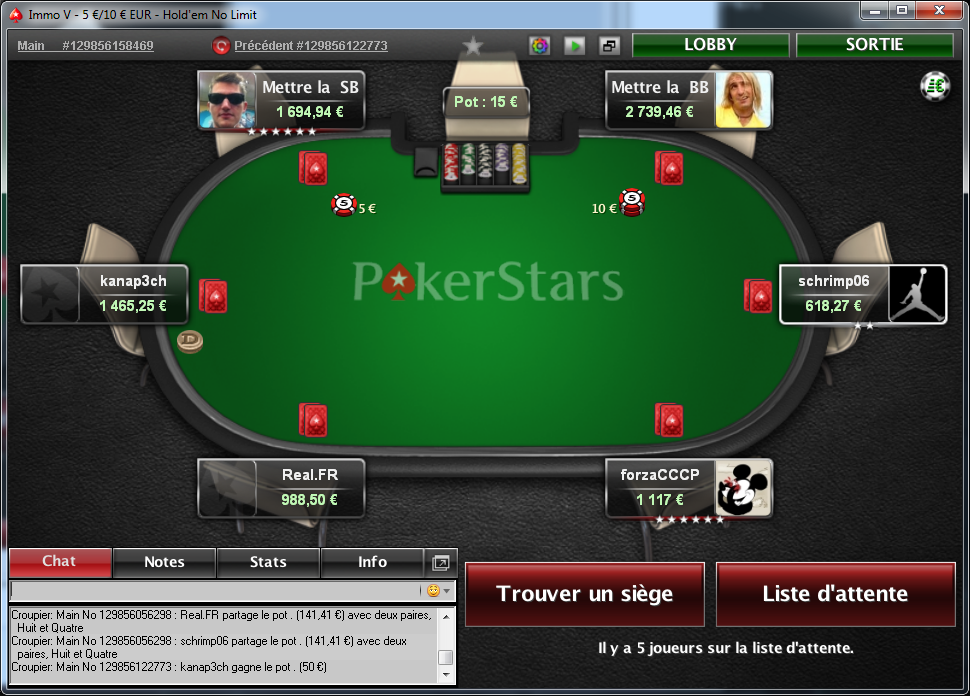 Immo V - 5 €/10 € EUR - Hold'em No Limit
Main #129856158469
Précédent #129856122773
LOBBY
SORTIE
Mettre la SB
1 694,94 €
Pot : 15 €
Mettre la BB
2 739,46 €
5
5 €
10 €
5
PokerStars
kanap3ch
1 465,25 €
D
schrimp06
618,27 €
Real.FR
988,50 €
forzaCCCP
1 117 €
Chat
Notes
Stats
Info
Trouver un siège
Liste d'attente
Croupier: Main No 129856056298 : Real.FR partage le pot . (141,41 €) avec deux paires,
Huit et Quatre
Croupier: Main No 129856056298 : schrimp06 partage le pot . (141,41 €) avec deux
paires, Huit et Quatre
Croupier: Main No 129856122773 : kanap3ch gagne le pot . (50 €)
Il y a 5 joueurs sur la liste d'attente.